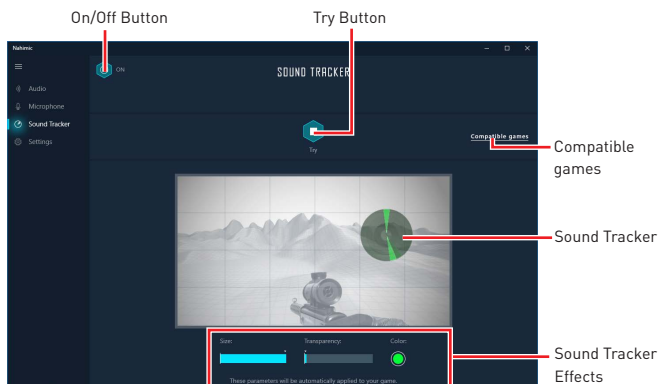 On/Off Button
Try Button
Nahimic
ON
SOUND TRACKER
Audio
Microphone
Sound Tracker
Settings
Try
Compatible games
Compatible
games
Sound Tracker
Size:
Transparency:
Color:
These parameters will be automatically applied to your game.
Sound Tracker
Effects